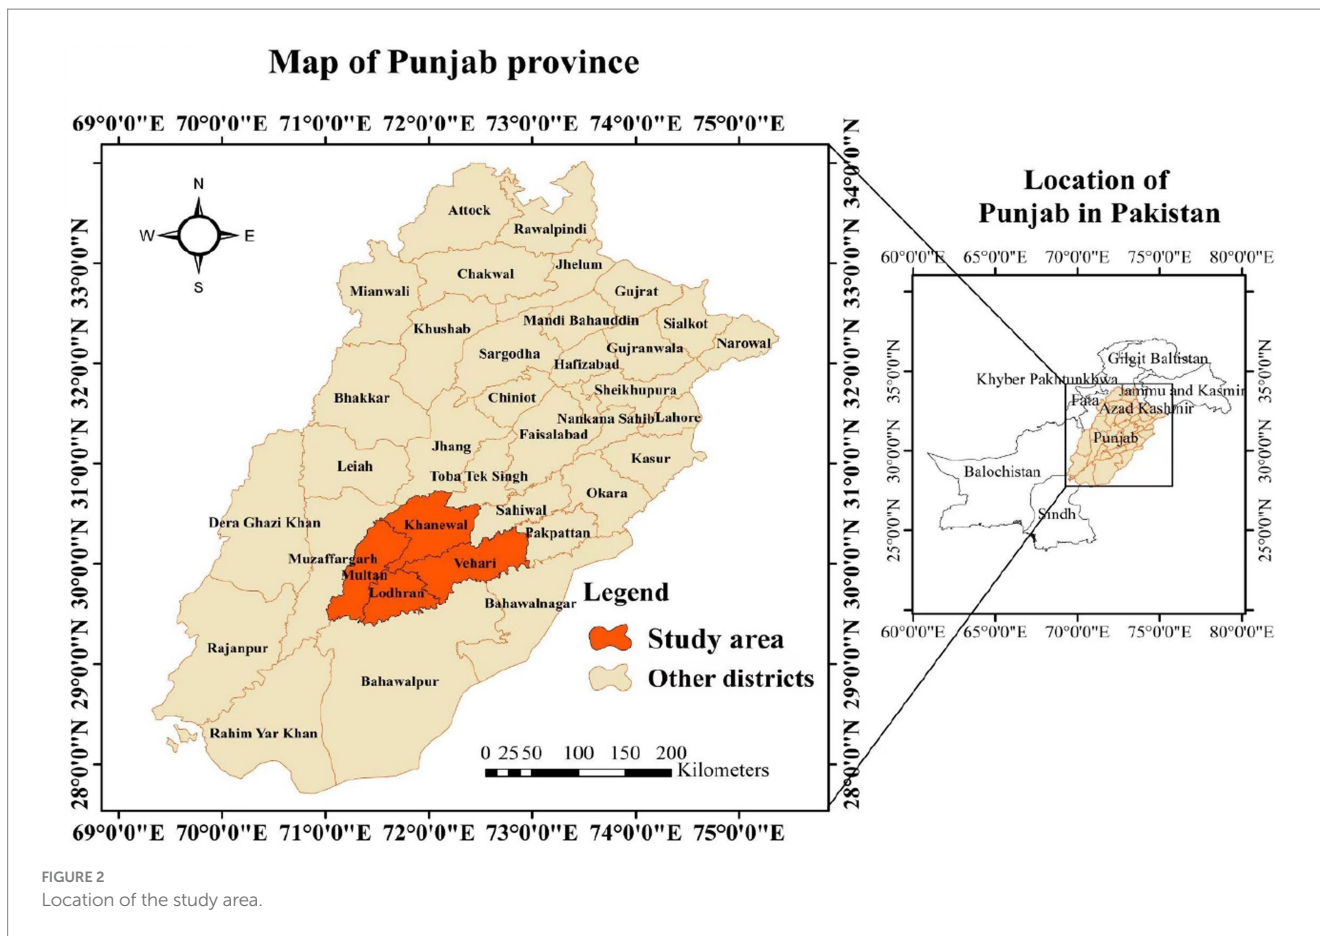 Map of Punjab province
69°0'0"E 70°0'0"E 71°0'0"E 72°0'0"E 73°0'0"E 74°0'0"E 75°0'0"E
34°0'0"N
33°0'0"N
32°0'0"N
31°0'0"N
30°0'0"N
29°0'0"N
28°0'0"N
33°0'0"N
32°0'0"N
31°0'0"N
30°0'0"N
29°0'0"N
28°0'0"N
N
W E
S
Attock
Rawalpindi
Jhelum
Chakwal
Mianwali
Gujrat
Mandi Bahauddin
Sialkot
Khushab
Narowal
Gujranwala
Sargodha
Hafizabad
Sheikhupura
Bhakkar
Chiniot
Nankana Sahib
Lahore
Faisalabad
Jhang
Kasur
Leiah
Toba Tek Singh
Okara
Sahiwal
Dera Ghazi Khan
Khanewal
Pakpattan
Muzaffargarh
Vehari
Multan
Lodhran
Bahawalnagar
Rajanpur
Bahawalpur
Rahim Yar Khan
Legend
Study area
Other districts
0 25 50 100 150 200
Kilometers
69°0'0"E 70°0'0"E 71°0'0"E 72°0'0"E 73°0'0"E 74°0'0"E 75°0'0"E
Location of
Punjab in Pakistan
60°0'0"E 65°0'0"E 70°0'0"E 75°0'0"E 80°0'0"E
35°0'0"N
30°0'0"N
25°0'0"N
35°0'0"N
30°0'0"N
25°0'0"N
Gilgit Baltistan
Khyber Pakhtunkhwa
Jammu and Kasmir
Fata
Azad Kashmir
Punjab
Balochistan
Sindh
60°0'0"E 65°0'0"E 70°0'0"E 75°0'0"E 80°0'0"E
FIGURE 2
Location of the study area.